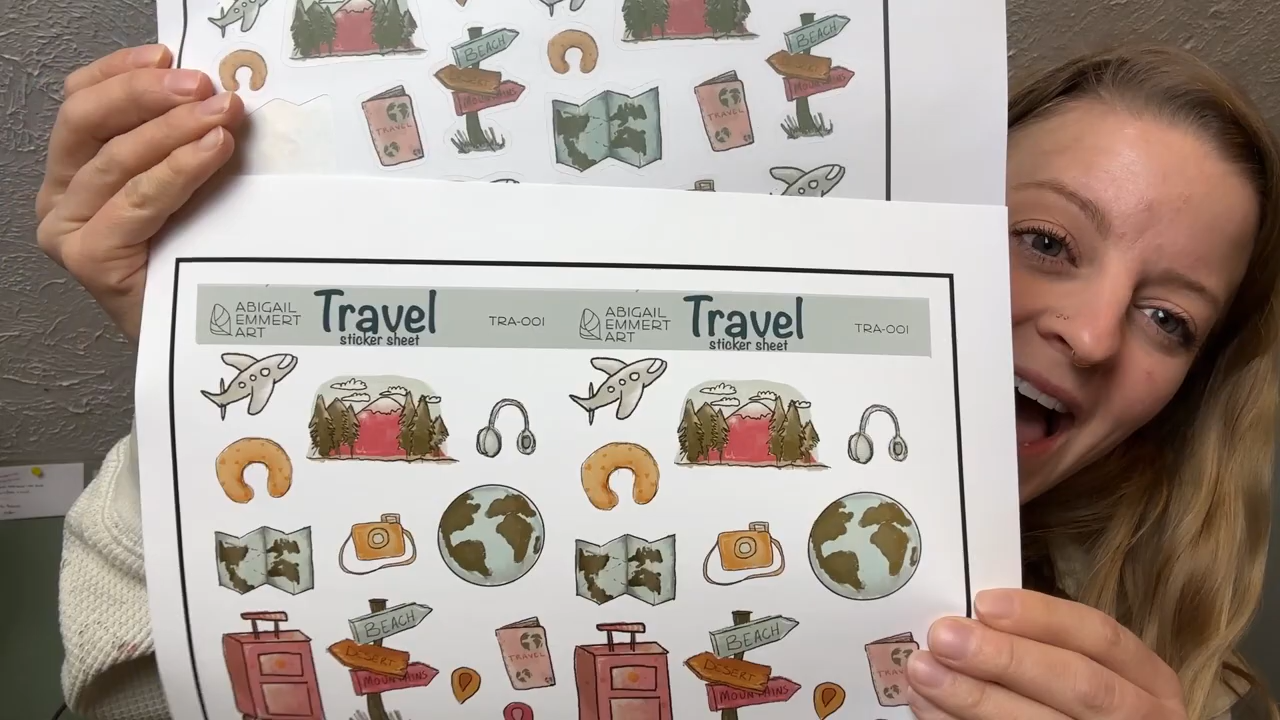 BEACH
BEACH
MOUNTAINS
TRAVEL
TRAVEL
ABIGAIL
EMMERT
ART
Travel
sticker sheet
TRA-001
ABIGAIL
EMMERT
ART
Travel
sticker sheet
TRA-001
BEACH
DESERT
MOUNTAINS
TRAVEL
BEACH
DESERT
MOUNTAINS
TRAVEL